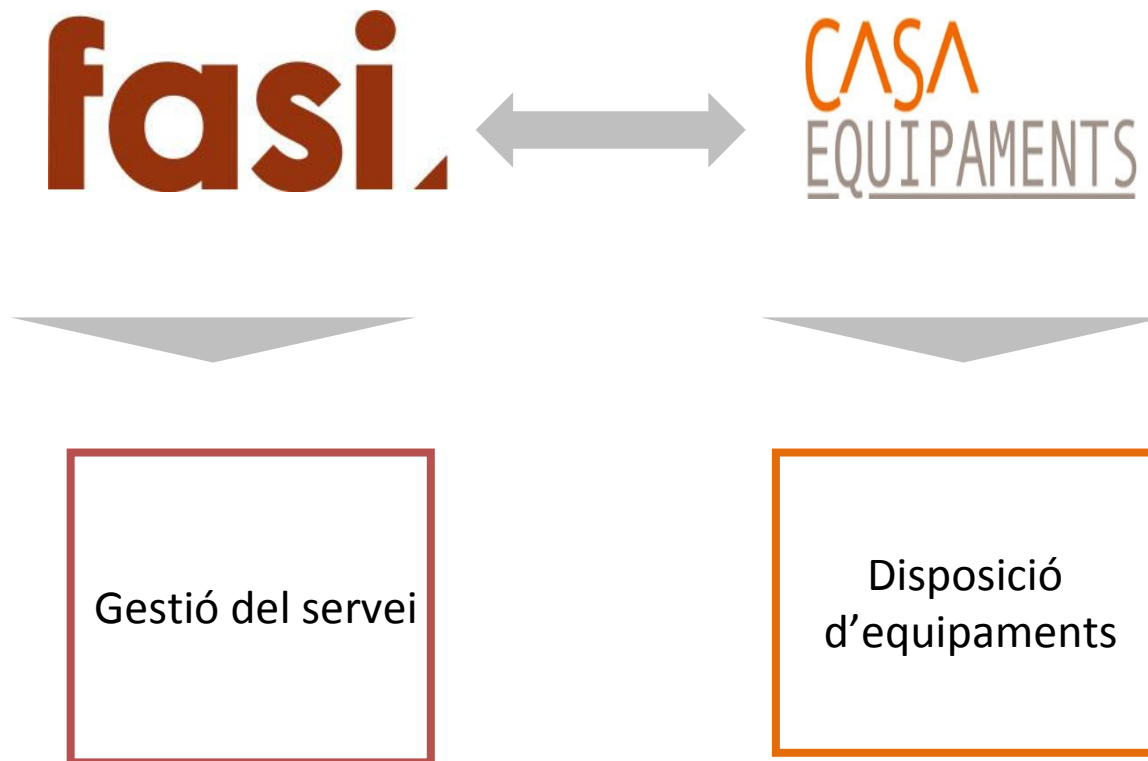 fasi.
CASA
EQUIPAMENTS
Gestió del servei
Disposició
d’equipaments